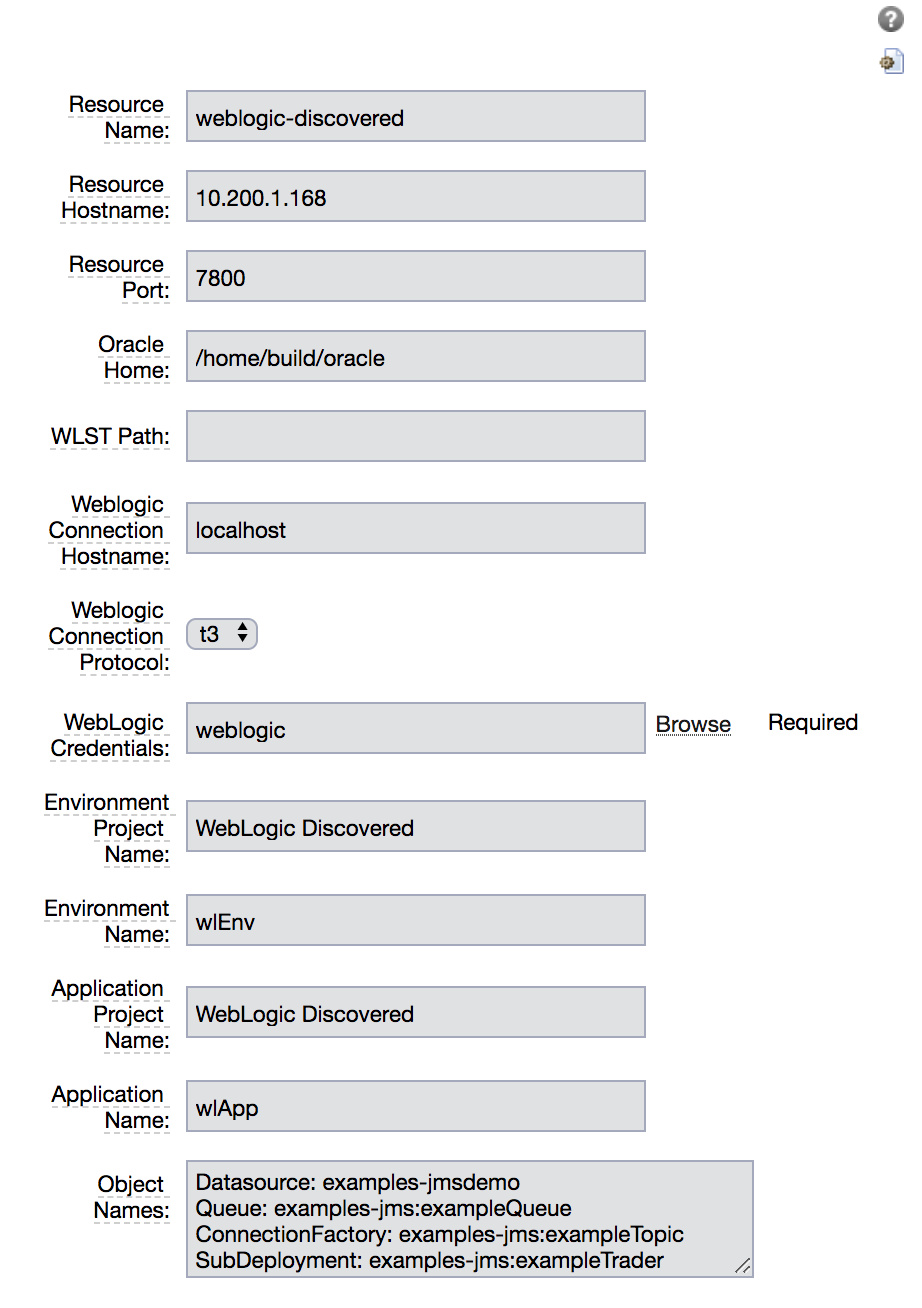 ?
Resource
Name:
weblogic-discovered
Resource
Hostname:
10.200.1.168
Resource
Port:
7800
Oracle
Home:
/home/build/oracle
WLST Path:
Weblogic
Connection
Hostname:
localhost
Weblogic
Connection
Protocol:
t3
WebLogic
Credentials:
weblogic
Browse Required
Environment
Project
Name:
WebLogic Discovered
Environment
Name:
wlEnv
Application
Project
Name:
WebLogic Discovered
Application
Name:
wlApp
Object
Names:
Datasource: examples-jmsdemo
Queue: examples-jms:exampleQueue
ConnectionFactory: examples-jms:exampleTopic
SubDeployment: examples-jms:exampleTrader